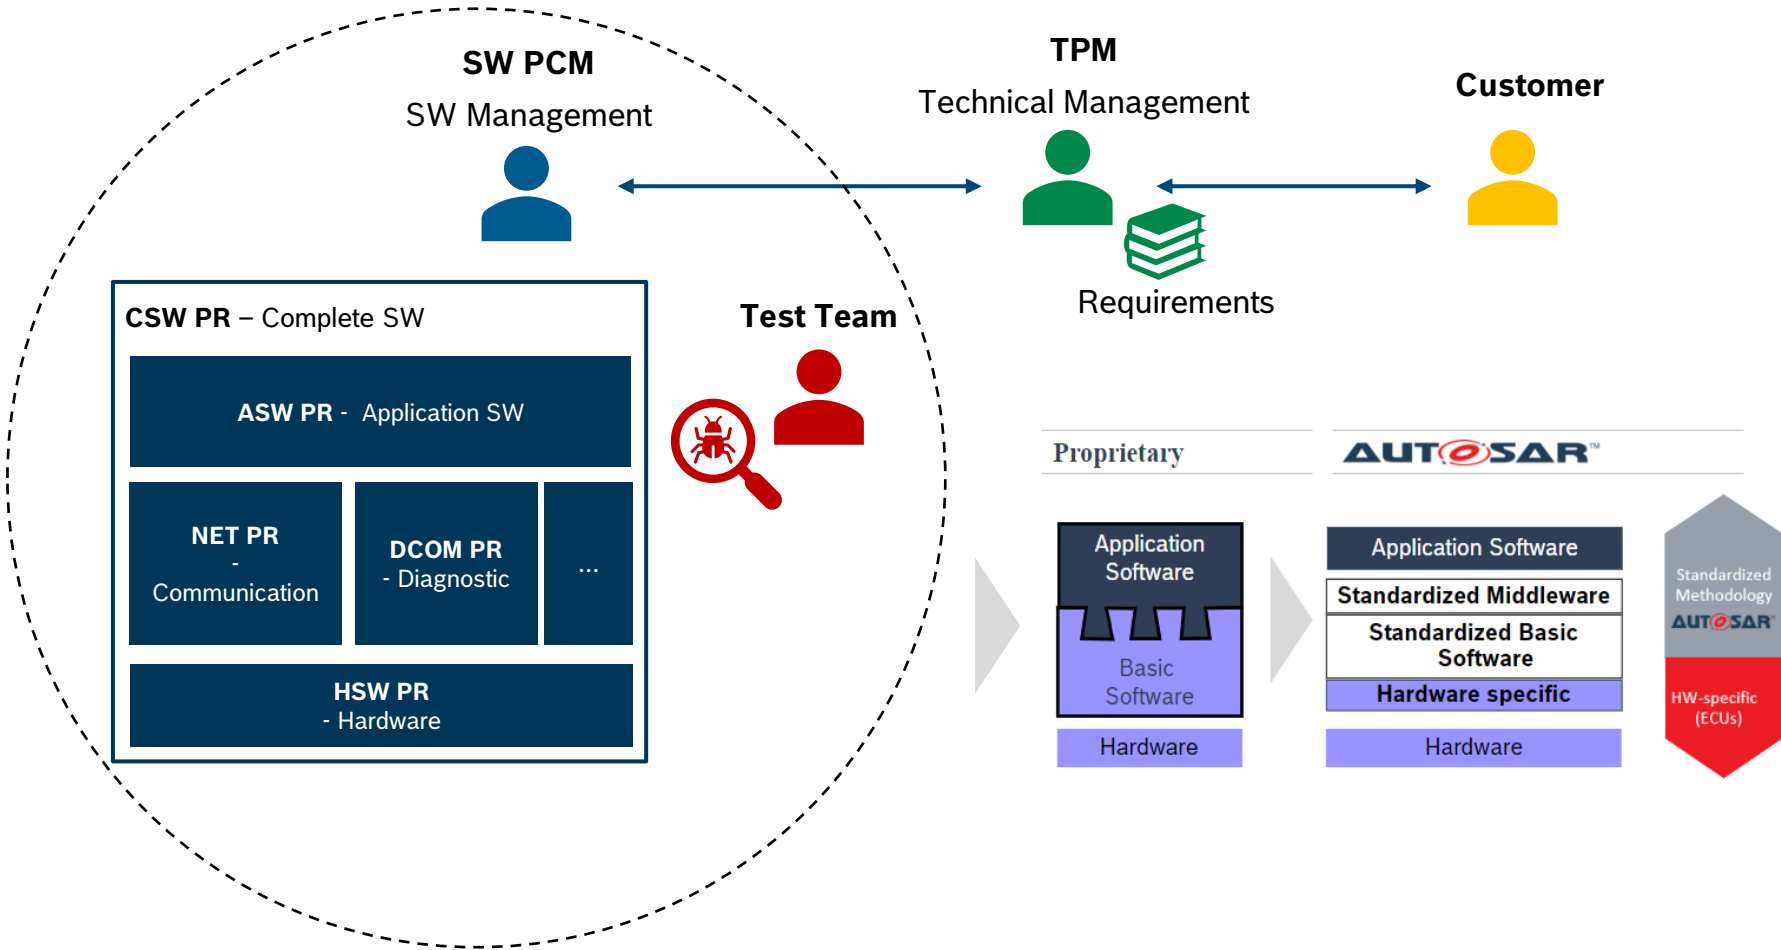 SW PCM
SW Management
TPM
Technical Management
Customer
Requirements
CSW PR – Complete SW
ASW PR - Application SW
NET PR
-
Communication
DCOM PR
- Diagnostic
...
HSW PR
- Hardware
Test Team
Proprietary
AUTOSAR™
Application
Software
Basic
Software
Hardware
Application Software
Standardized Middleware
Standardized Basic
Software
Hardware specific
Hardware
Standardized
Methodology
AUTOSAR
HW-specific
(ECUs)